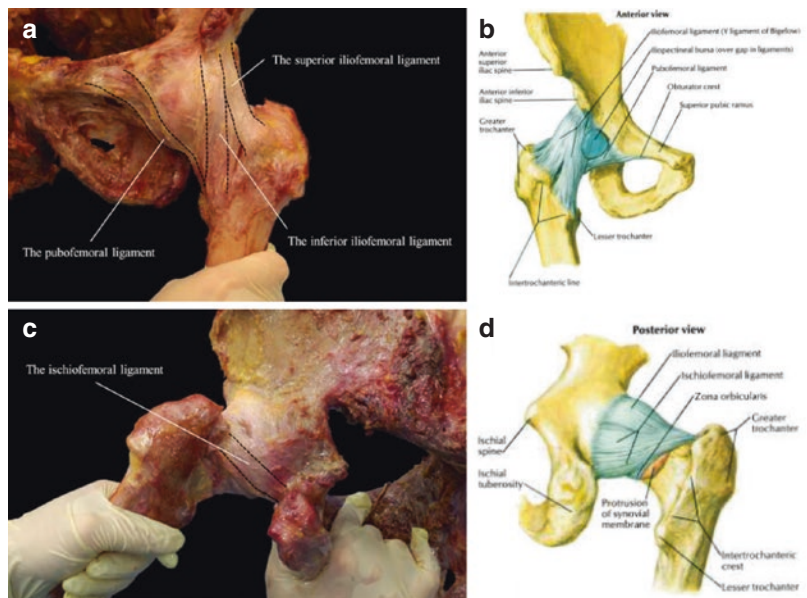 a
The superior iliofemoral ligament
The pubofemoral ligament
The inferior iliofemoral ligament
b
Anterior view
Iliofemoral ligament (Y ligament of Bigelow)
Iliopectineal bursa (over gap in ligaments)
Pubofemoral ligament
Obturator crest
Superior pubic ramus
Anterior
superior
iliac spine
Anterior inferior
iliac spine
Greater
trochanter
Lesser trochanter
Intertrochanteric line
c
The ischiofemoral ligament
d
Posterior view
Iliofemoral liagment
Ischiofemoral ligament
Zona orbicularis
Greater
trochanter
Ischial
spine
Ischial
tuberosity
Protrusion
of synovial
membrane
Intertrochanteric
crest
Lesser trochanter